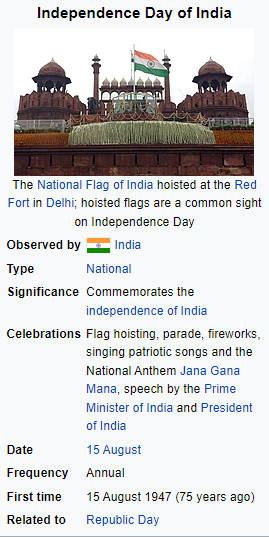 Independence Day of India
The National Flag of India hoisted at the Red
Fort in Delhi; hoisted flags are a common sight
on Independence Day
Observed by India
Type National
Significance Commemorates the
independence of India
Celebrations Flag hoisting, parade, fireworks,
singing patriotic songs and the
National Anthem Jana Gana
Mana, speech by the Prime
Minister of India and President
of India
Date 15 August
Frequency Annual
First time 15 August 1947 (75 years ago)
Related to Republic Day